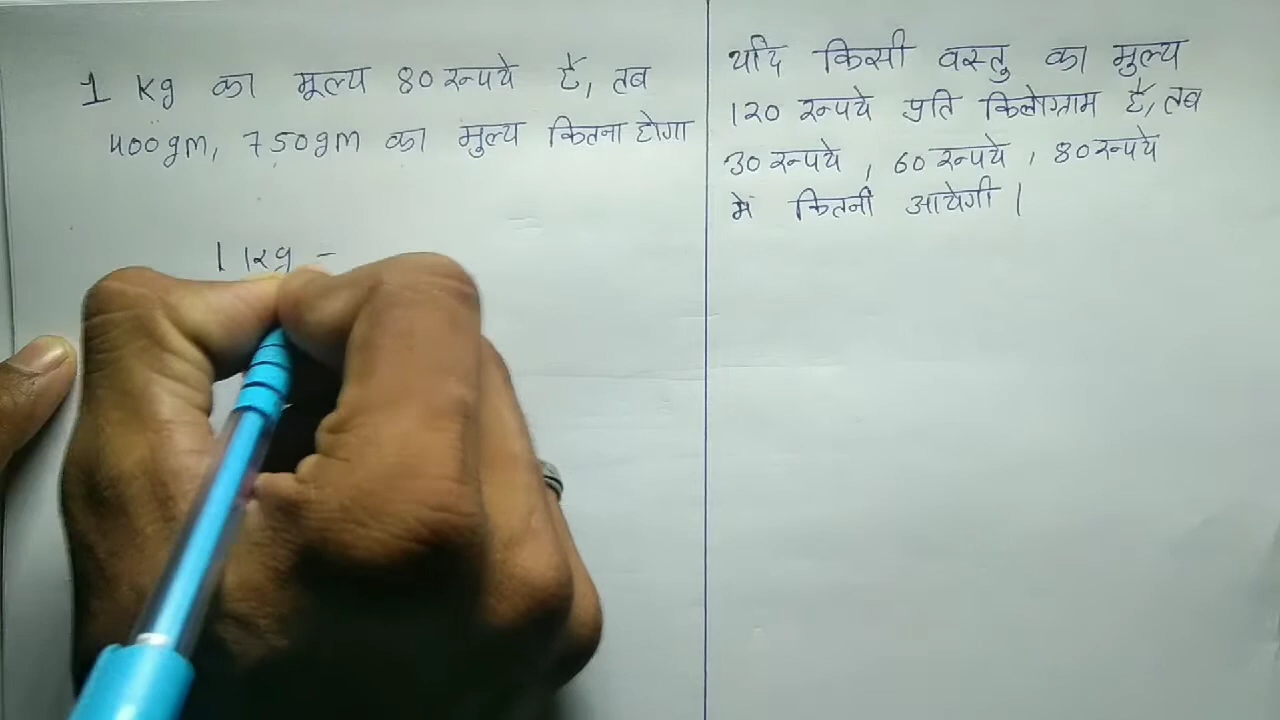 1 Kg का मूल्य 80 रूपये है, तब
400gm, 750gm का मुल्य कितना होगा
1 kg -
यदि किसी वस्तु का मुल्य
120 रूपये प्रति किलोग्राम है, तब
30 रूपये , 60 रूपये , 80 रूपये
में कितनी आयेगी |